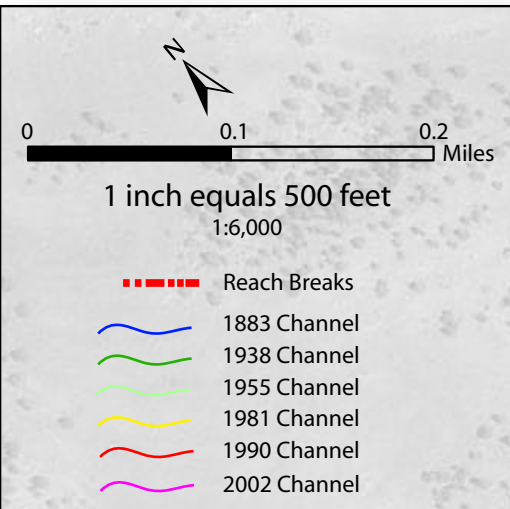 N
0 0.1 0.2
Miles
1 inch equals 500 feet
1:6,000
Reach Breaks
1883 Channel
1938 Channel
1955 Channel
1981 Channel
1990 Channel
2002 Channel